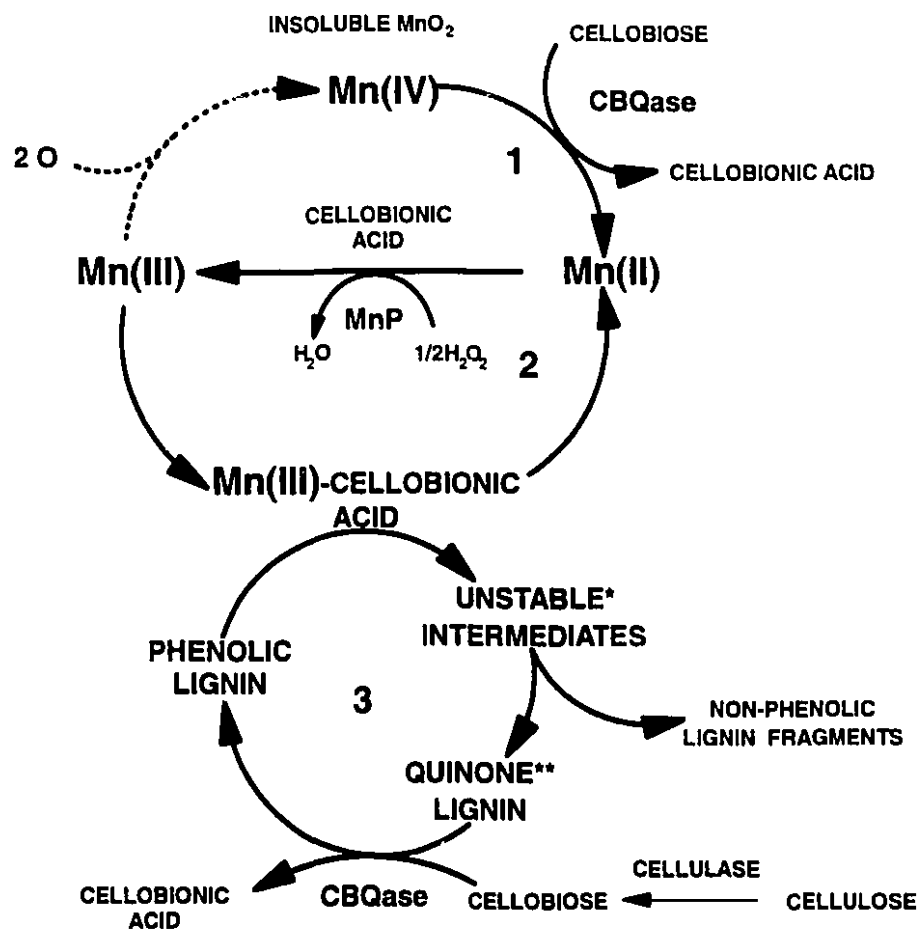 INSOLUBLE MnO₂
CELLOBIOSE
Mn(IV)
CBQase
2 O
1
CELLOBIONIC ACID
CELLOBIONIC
ACID
Mn(III)
Mn(II)
MnP
H₂O
1/2H₂O₂
2
Mn(III)-CELLOBIONIC
ACID
UNSTABLE*
INTERMEDIATES
PHENOLIC
LIGNIN
3
NON-PHENOLIC
LIGNIN FRAGMENTS
QUINONE**
LIGNIN
CELLULASE
CELLOBIONIC
ACID
CBQase
CELLOBIOSE
CELLULOSE